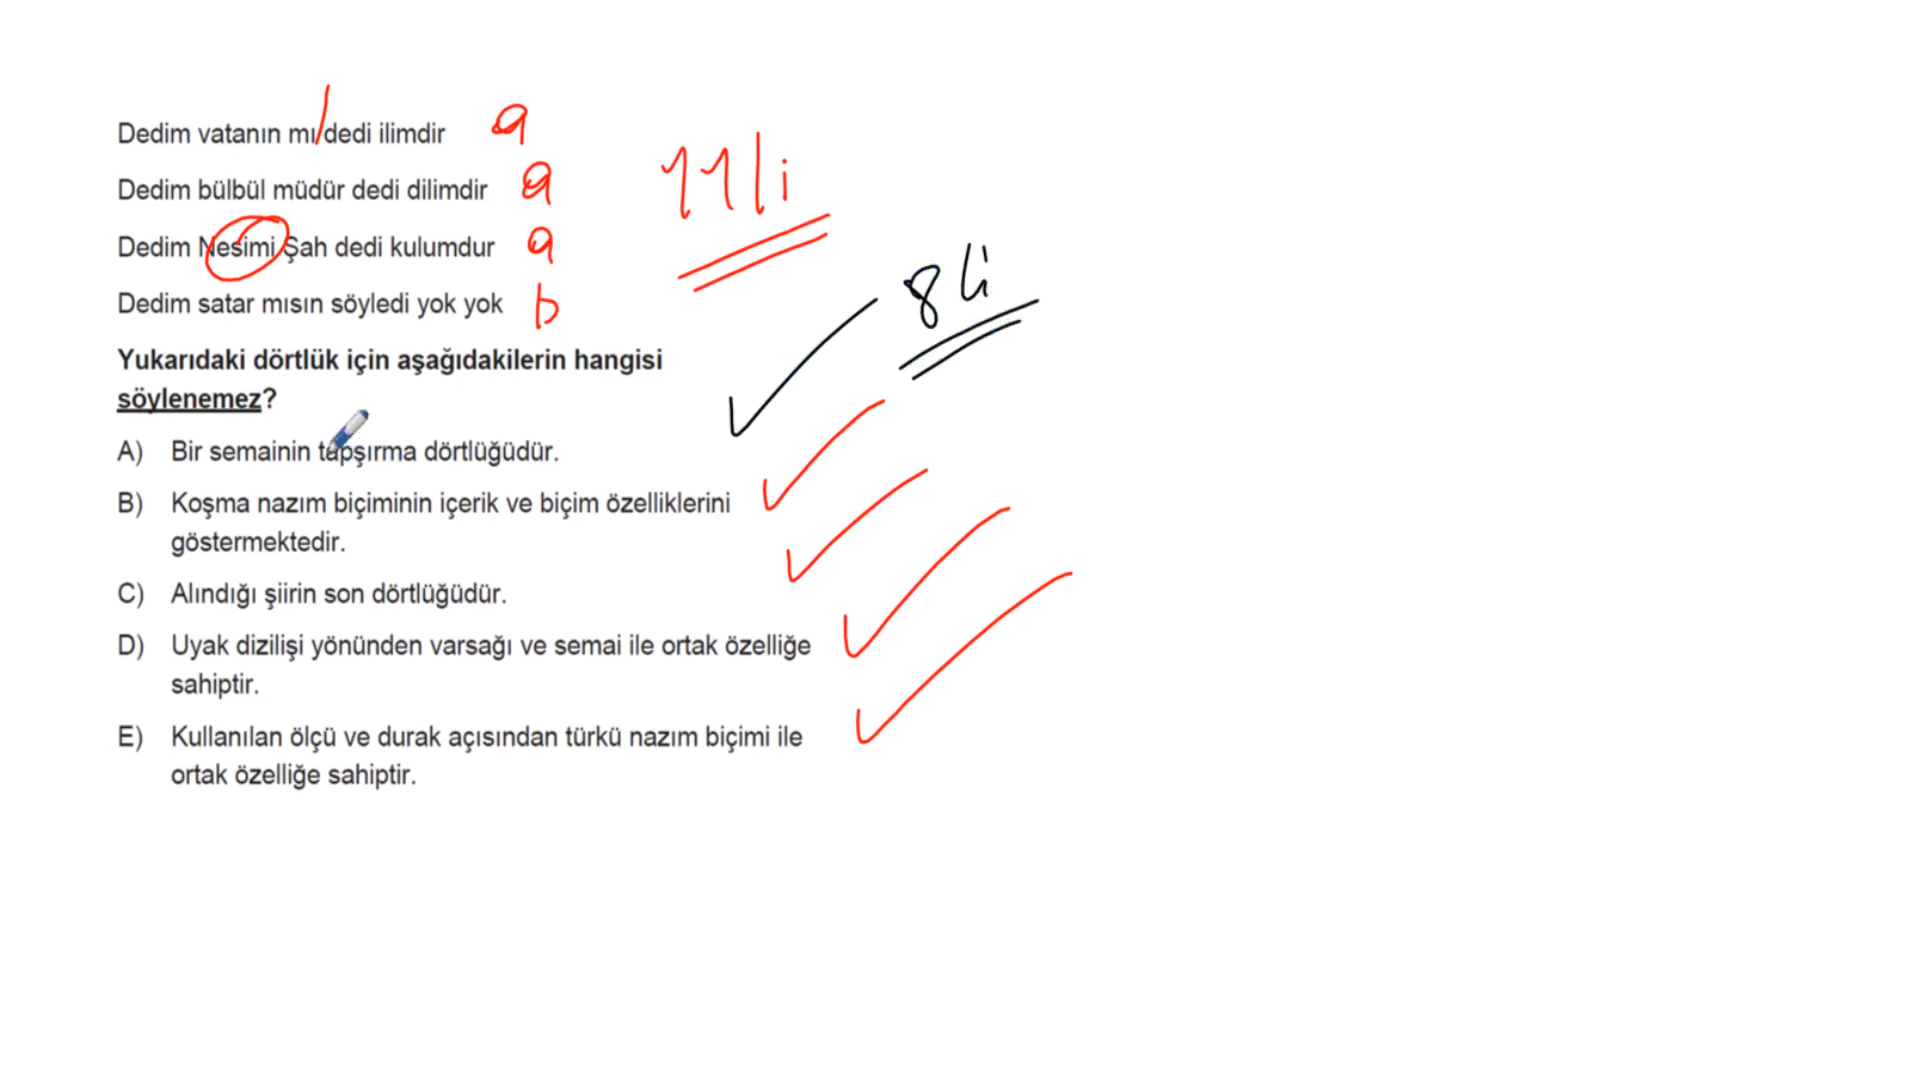 Dedim vatanın mı/dedi ilimdir a
Dedim bülbül müdür dedi dilimdir a
Dedim Nesimi Şah dedi kulumdur a
Dedim satar mısın söyledi yok yok b
11li
8li
Yukarıdaki dörtlük için aşağıdakilerin hangisi
söylenemez?
A) Bir semainin tapşırma dörtlüğüdür.
B) Koşma nazım biçiminin içerik ve biçim özelliklerini
göstermektedir.
C) Alındığı şiirin son dörtlüğüdür.
D) Uyak dizilişi yönünden varsağı ve semai ile ortak özelliğe
sahiptir.
E) Kullanılan ölçü ve durak açısından türkü nazım biçimi ile
ortak özelliğe sahiptir.